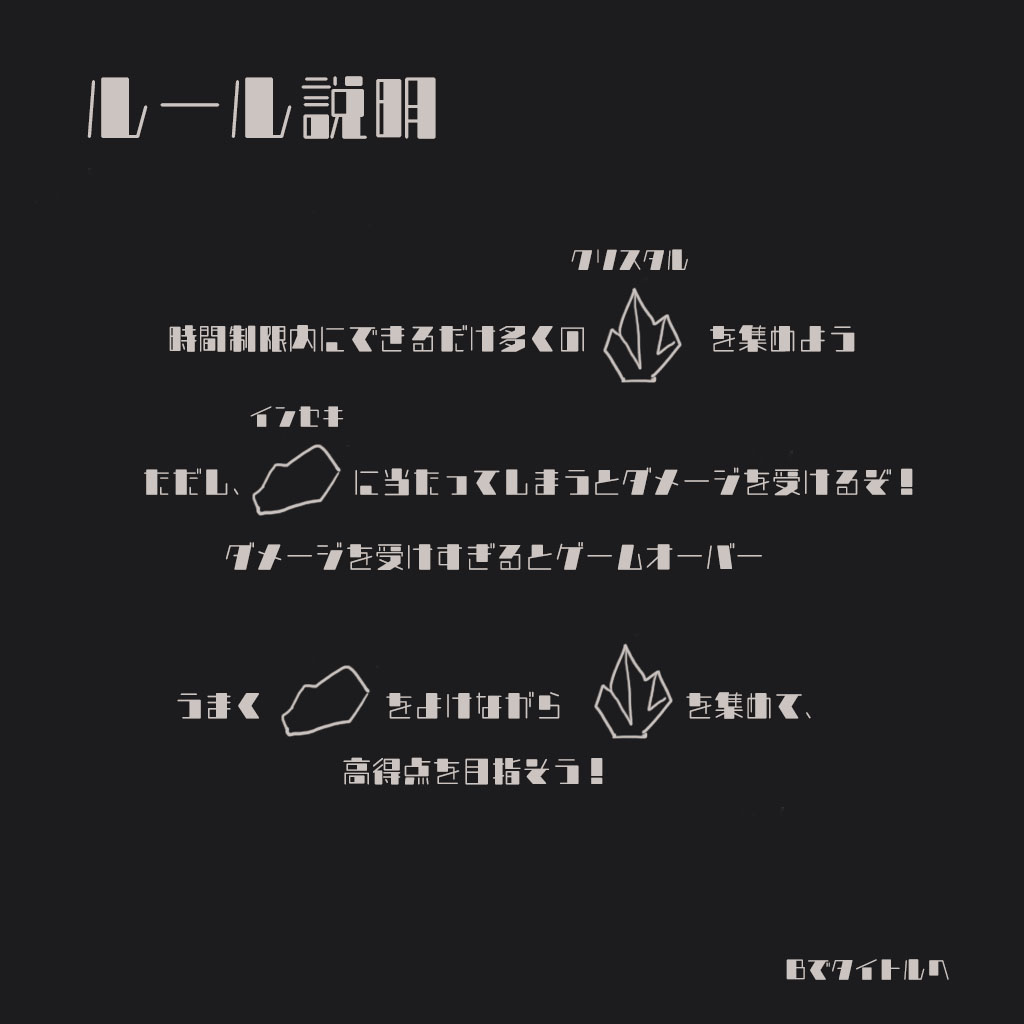 ルール説明
クリスタル
時間制限内にできるだけ多くの を集めよう
インセキ
ただし、 に当たってしまうとダメージを受けるぞ！
ダメージを受けすぎるとゲームオーバー
うまく をよけながら を集めて、
高得点を目指そう！
Bでタイトルへ